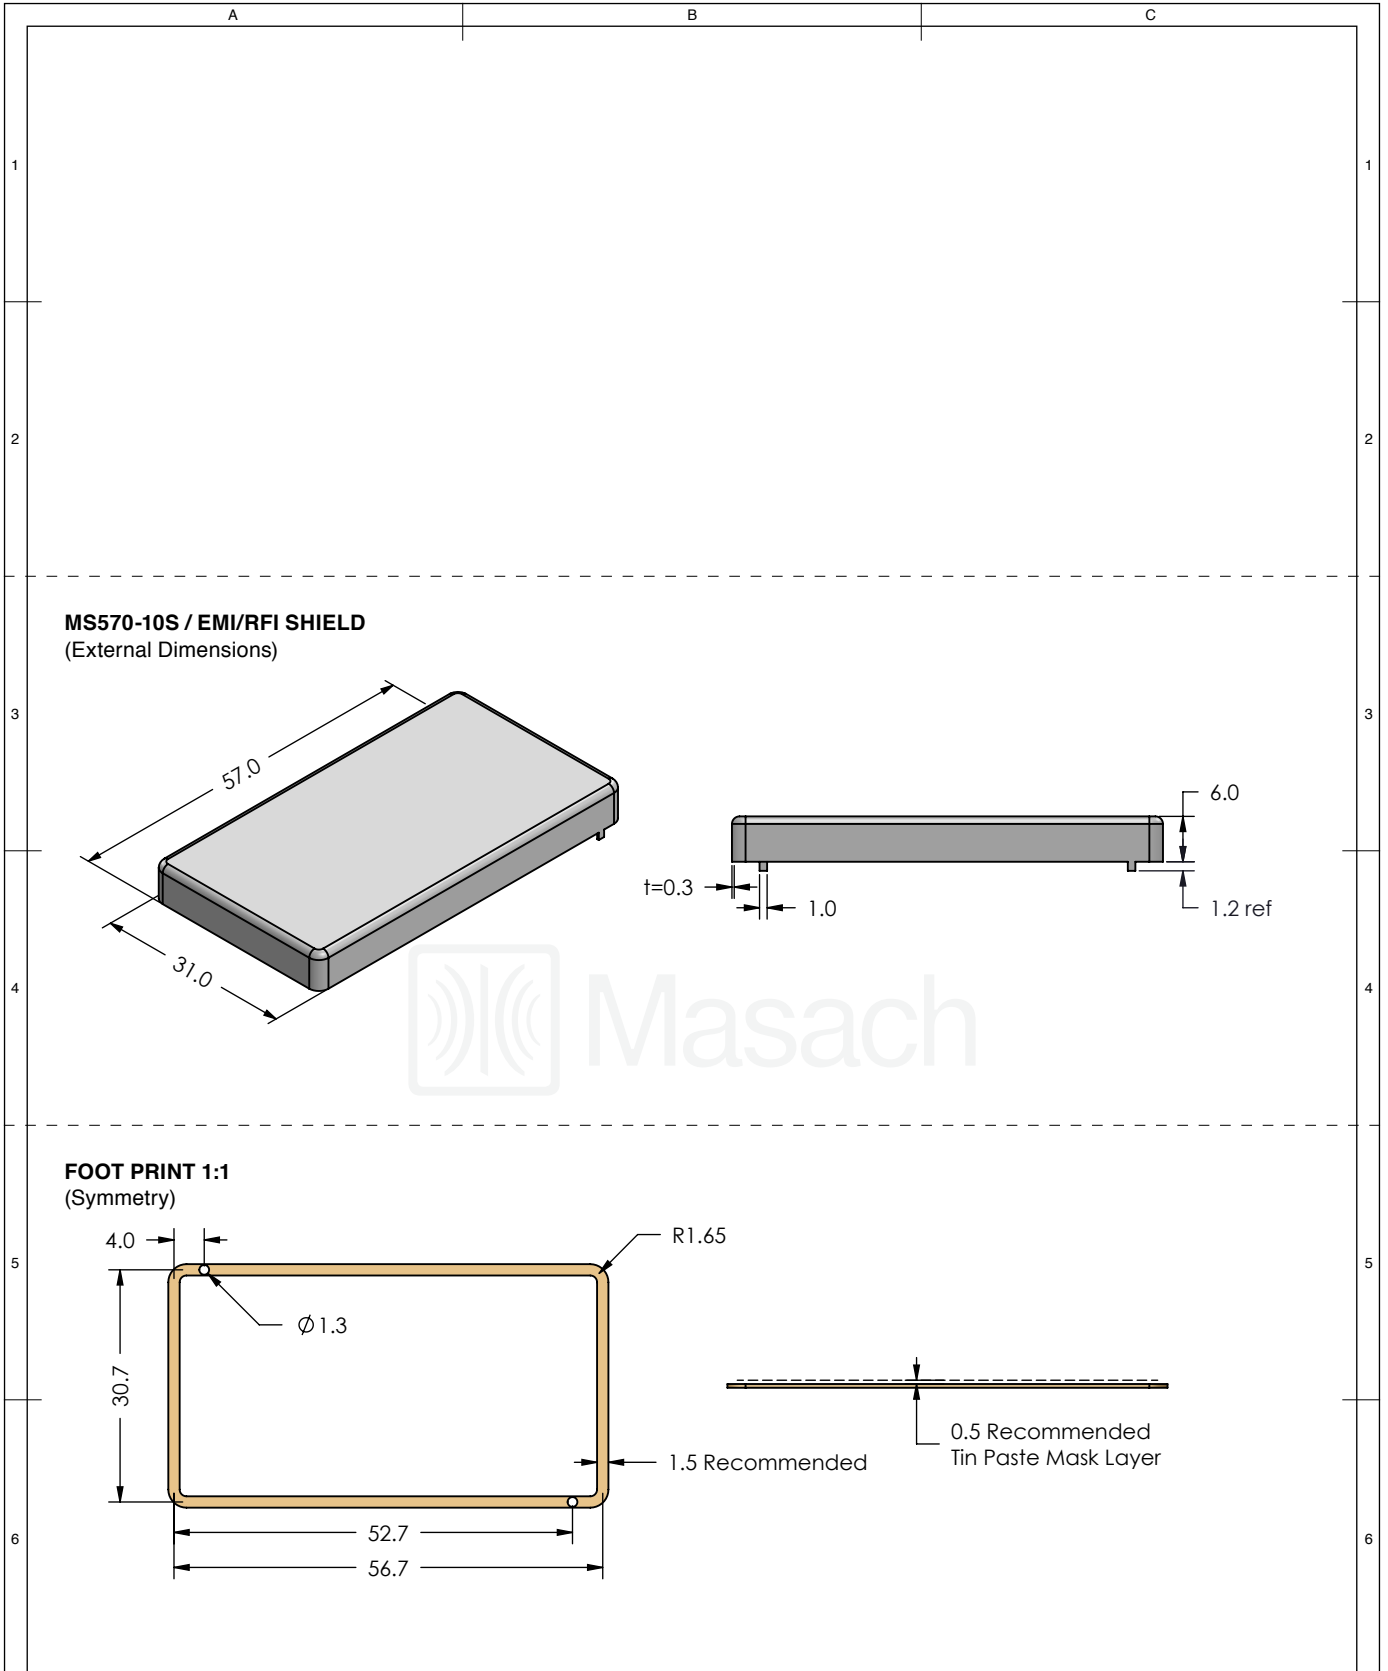 A B C
1 1
2 2
MS570-10S / EMI/RFI SHIELD
(External Dimensions)
3 3
57.0
6.0
t=0.3
1.0
1.2 ref
31.0
4 4
Masach
FOOT PRINT 1:1
(Symmetry)
4.0
R1.65
5 5
Ø1.3
30.7
0.5 Recommended
Tin Paste Mask Layer
1.5 Recommended
52.7
6 6
56.7